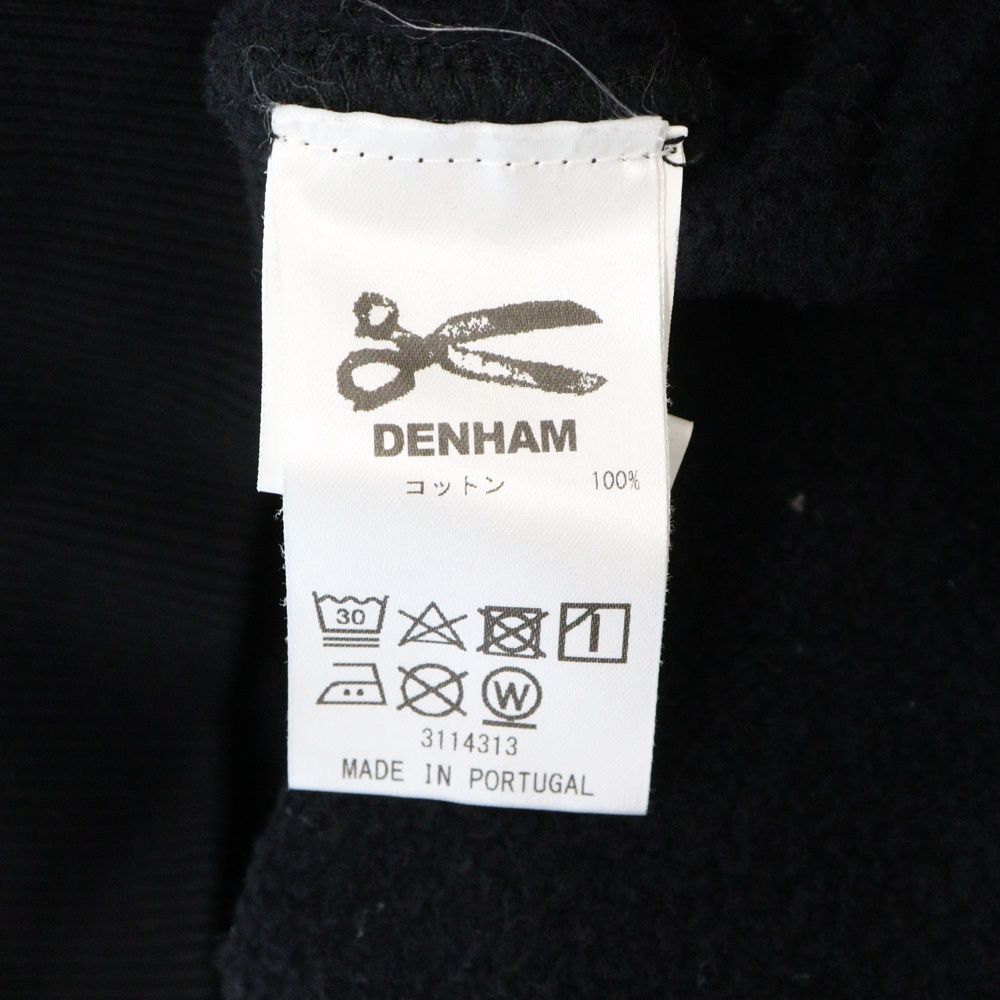 DENHAM
コットン 100%
30
W
3114313
MADE IN PORTUGAL